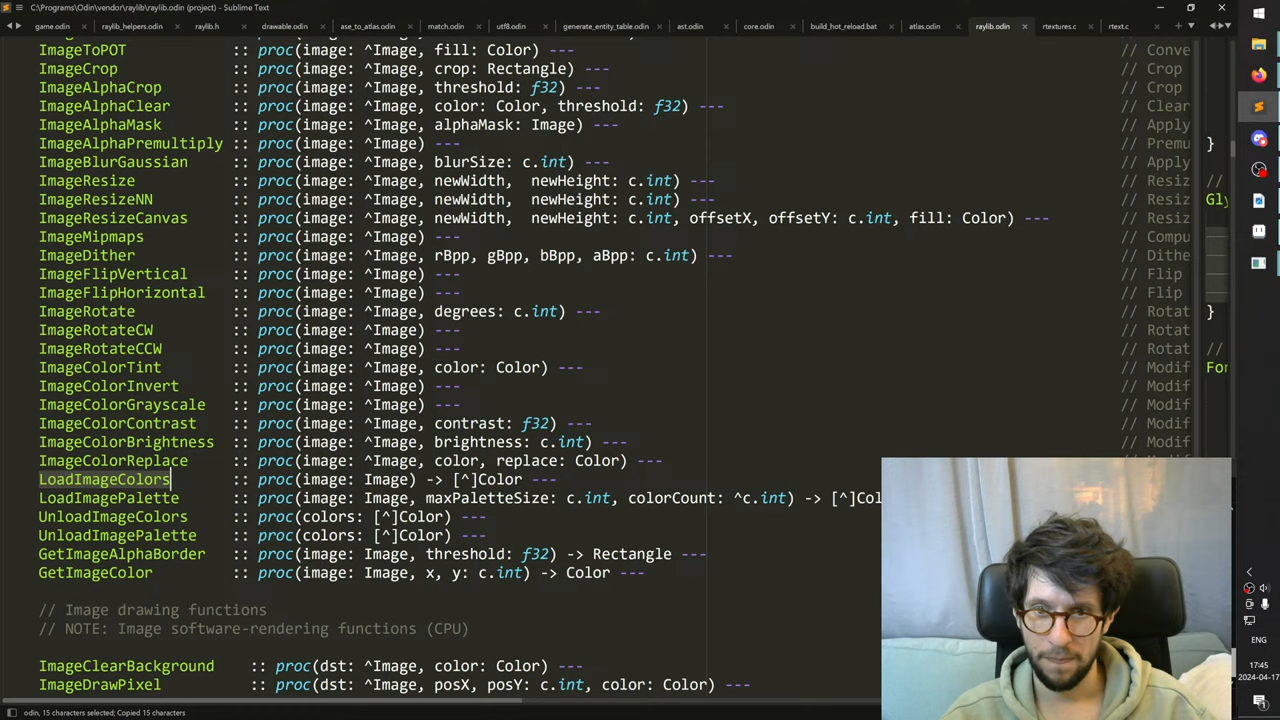 C:\Programs\Odin\vendor\raylib\raylib.odin (project) - Sublime Text
game.odin raylib_helpers.odin raylib.h drawable.odin ase_to_atlas.odin match.odin utf8.odin generate_entity_table.odin ast.odin core.odin build_hot_reload.bat atlas.odin raylib.odin rtextures.c rtext.c
ImageToPOT :: proc(image: ^Image, fill: Color) --- // Conve
ImageCrop :: proc(image: ^Image, crop: Rectangle) --- // Crop
ImageAlphaCrop :: proc(image: ^Image, threshold: f32) --- // Crop
ImageAlphaClear :: proc(image: ^Image, color: Color, threshold: f32) --- // Clear
ImageAlphaMask :: proc(image: ^Image, alphaMask: Image) --- // Apply
ImageAlphaPremultiply :: proc(image: ^Image) --- // Premu }
ImageBlurGaussian :: proc(image: ^Image, blurSize: c.int) --- // Apply
ImageResize :: proc(image: ^Image, newWidth, newHeight: c.int) --- // Resiz //
ImageResizeNN :: proc(image: ^Image, newWidth, newHeight: c.int) --- // Resiz Gly
ImageResizeCanvas :: proc(image: ^Image, newWidth, newHeight: c.int, offsetX, offsetY: c.int, fill: Color) --- // Resiz
ImageMipmaps :: proc(image: ^Image) --- // Compu
ImageDither :: proc(image: ^Image, rBpp, gBpp, bBpp, aBpp: c.int) --- // Dithe
ImageFlipVertical :: proc(image: ^Image) --- // Flip
ImageFlipHorizontal :: proc(image: ^Image) --- // Flip
ImageRotate :: proc(image: ^Image, degrees: c.int) --- // Rotat }
ImageRotateCW :: proc(image: ^Image) --- // Rotat
ImageRotateCCW :: proc(image: ^Image) --- // Rotat //
ImageColorTint :: proc(image: ^Image, color: Color) --- // Modif For
ImageColorInvert :: proc(image: ^Image) --- // Modif
ImageColorGrayscale :: proc(image: ^Image) --- // Modif
ImageColorContrast :: proc(image: ^Image, contrast: f32) --- // Modif
ImageColorBrightness :: proc(image: ^Image, brightness: c.int) --- // Modif
ImageColorReplace :: proc(image: ^Image, color, replace: Color) ---
LoadImageColors :: proc(image: Image) -> [^]Color ---
LoadImagePalette :: proc(image: Image, maxPaletteSize: c.int, colorCount: ^c.int) -> [^]Col
UnloadImageColors :: proc(colors: [^]Color) ---
UnloadImagePalette :: proc(colors: [^]Color) ---
GetImageAlphaBorder :: proc(image: Image, threshold: f32) -> Rectangle ---
GetImageColor :: proc(image: Image, x, y: c.int) -> Color ---
// Image drawing functions
// NOTE: Image software-rendering functions (CPU)
ImageClearBackground :: proc(dst: ^Image, color: Color) ---
ImageDrawPixel :: proc(dst: ^Image, posX, posY: c.int, color: Color) ---
odin, 15 characters selected; Copied 15 characters
ENG
17:45
2024-04-17